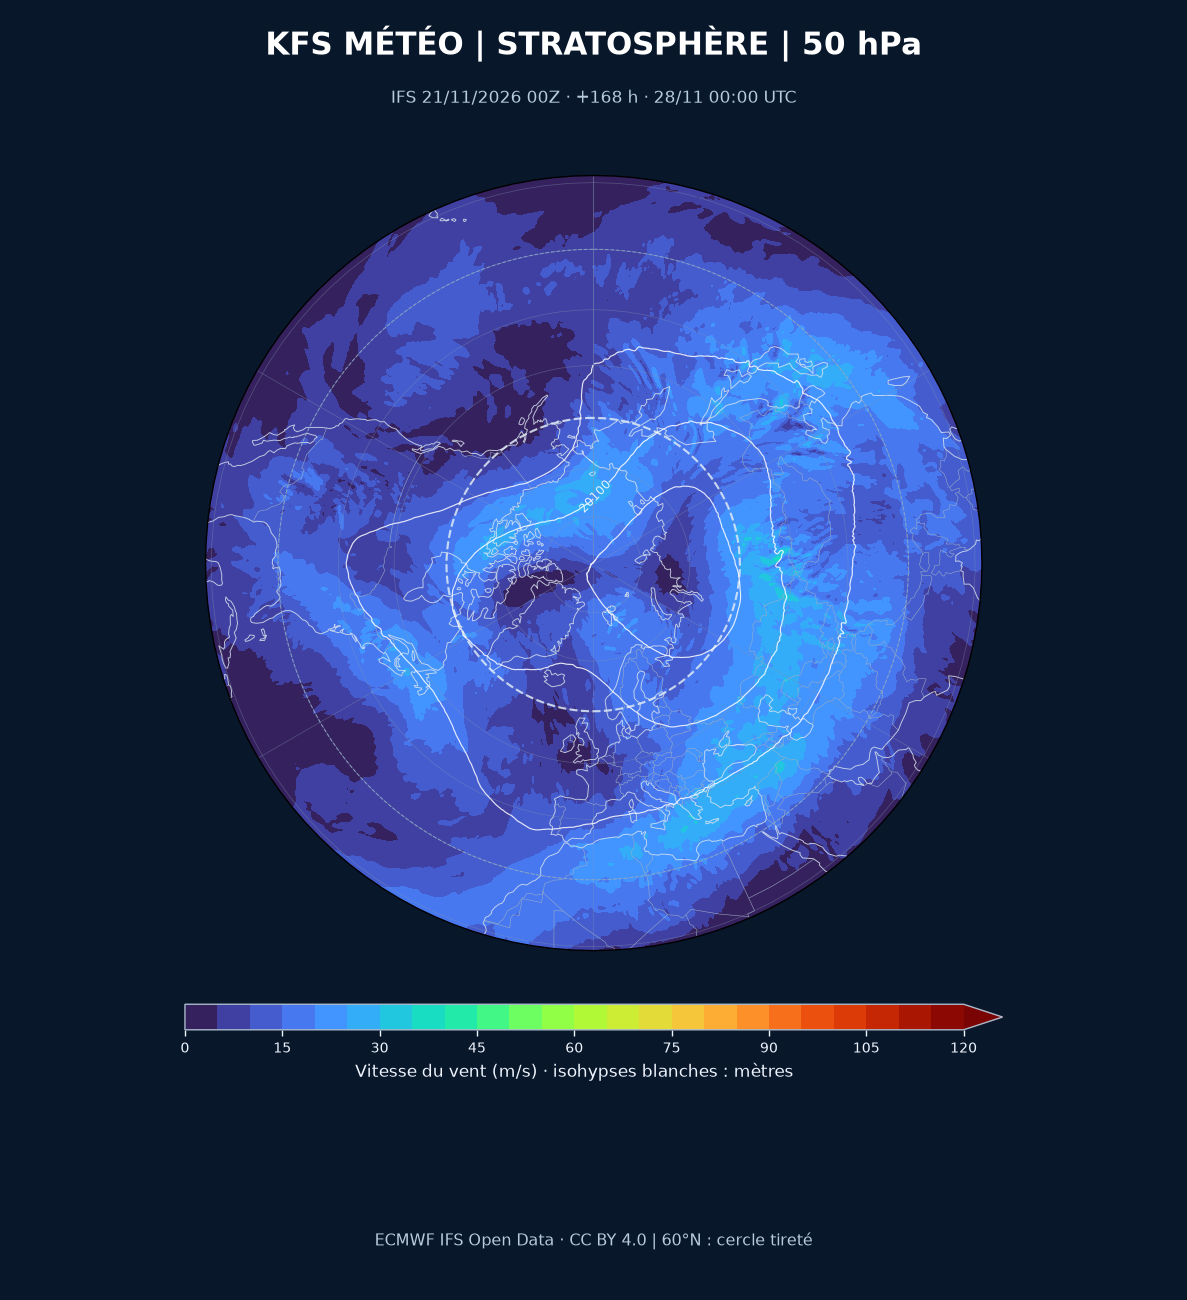 KFS MÉTÉO | STRATOSPHÈRE | 50 hPa
IFS 21/11/2026 00Z · +168 h · 28/11 00:00 UTC
20100
0 15 30 45 60 75 90 105 120
Vitesse du vent (m/s) · isohypses blanches : mètres
ECMWF IFS Open Data · CC BY 4.0 | 60°N : cercle tireté